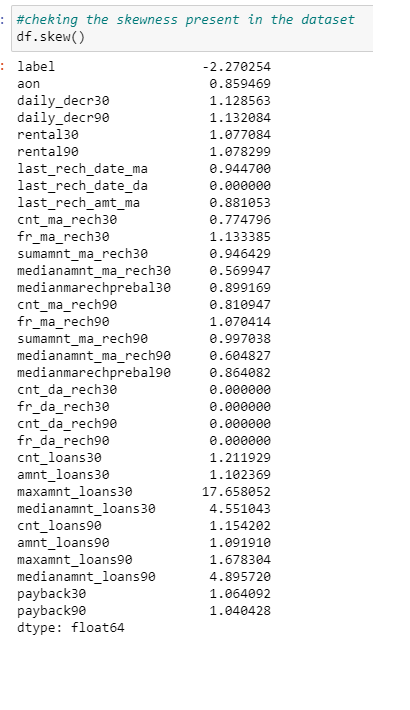 #cheking the skewness present in the dataset
df.skew()
label -2.270254
aon 0.859469
daily_decr30 1.128563
daily_decr90 1.132084
rental30 1.077084
rental90 1.078299
last_rech_date_ma 0.944700
last_rech_date_da 0.000000
last_rech_amt_ma 0.881053
cnt_ma_rech30 0.774796
fr_ma_rech30 1.133385
sumamnt_ma_rech30 0.946429
medianamnt_ma_rech30 0.569947
medianmarechprebal30 0.899169
cnt_ma_rech90 0.810947
fr_ma_rech90 1.070414
sumamnt_ma_rech90 0.997038
medianamnt_ma_rech90 0.604827
medianmarechprebal90 0.864082
cnt_da_rech30 0.000000
fr_da_rech30 0.000000
cnt_da_rech90 0.000000
fr_da_rech90 0.000000
cnt_loans30 1.211929
amnt_loans30 1.102369
maxamnt_loans30 17.658052
medianamnt_loans30 4.551043
cnt_loans90 1.154202
amnt_loans90 1.091910
maxamnt_loans90 1.678304
medianamnt_loans90 4.895720
payback30 1.064092
payback90 1.040428
dtype: float64